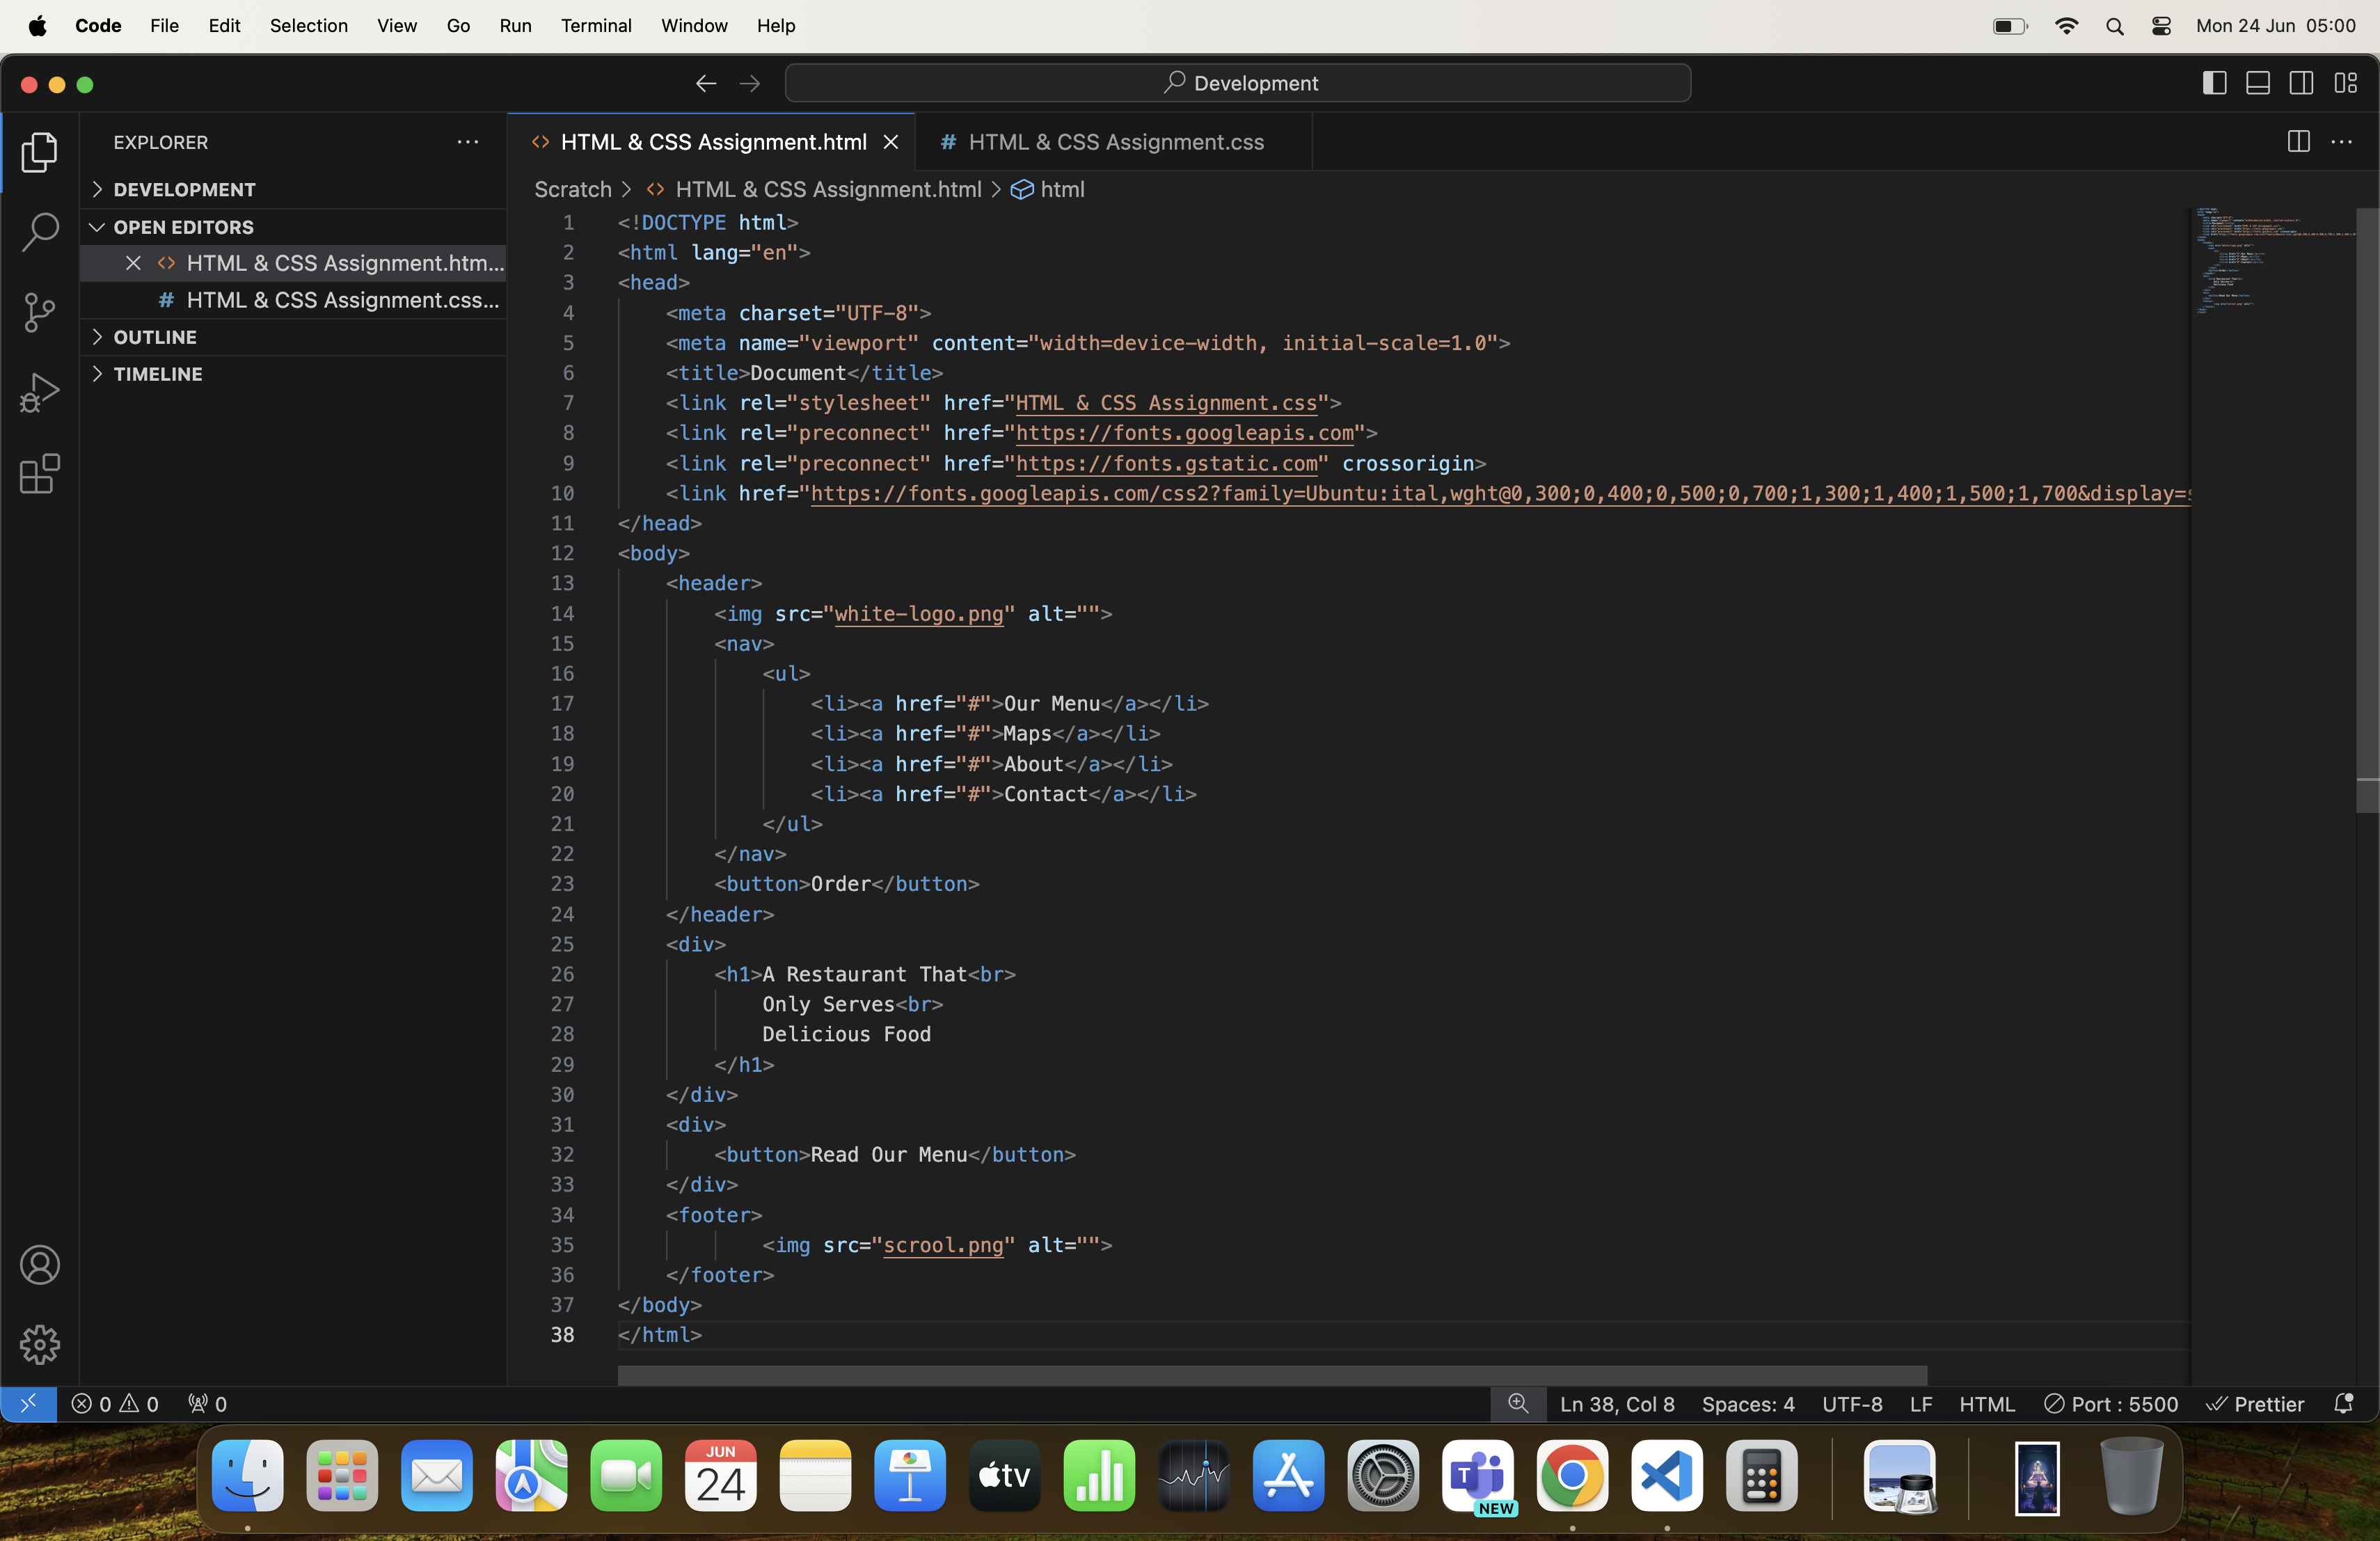 Code File Edit Selection View Go Run Terminal Window Help Mon 24 Jun 05:00
Development
EXPLORER
DEVELOPMENT
OPEN EDITORS
HTML & CSS Assignment.htm...
HTML & CSS Assignment.css...
OUTLINE
TIMELINE
HTML & CSS Assignment.html # HTML & CSS Assignment.css
Scratch > HTML & CSS Assignment.html > html
1 <!DOCTYPE html>
2 <html lang="en">
3 <head>
4 <meta charset="UTF-8">
5 <meta name="viewport" content="width=device-width, initial-scale=1.0">
6 <title>Document</title>
7 <link rel="stylesheet" href="HTML & CSS Assignment.css">
8 <link rel="preconnect" href="https://fonts.googleapis.com">
9 <link rel="preconnect" href="https://fonts.gstatic.com" crossorigin>
10 <link href="https://fonts.googleapis.com/css2?family=Ubuntu:ital,wght@0,300;0,400;0,500;0,700;1,300;1,400;1,500;1,700&display=s
11 </head>
12 <body>
13 <header>
14 <img src="white-logo.png" alt="">
15 <nav>
16 <ul>
17 <li><a href="#">Our Menu</a></li>
18 <li><a href="#">Maps</a></li>
19 <li><a href="#">About</a></li>
20 <li><a href="#">Contact</a></li>
21 </ul>
22 </nav>
23 <button>Order</button>
24 </header>
25 <div>
26 <h1>A Restaurant That<br>
27 Only Serves<br>
28 Delicious Food
29 </h1>
30 </div>
31 <div>
32 <button>Read Our Menu</button>
33 </div>
34 <footer>
35 <img src="scrool.png" alt="">
36 </footer>
37 </body>
38 </html>
0 0 0 Ln 38, Col 8 Spaces: 4 UTF-8 LF HTML Port : 5500 Prettier
JUN
24
tv
T
NEW